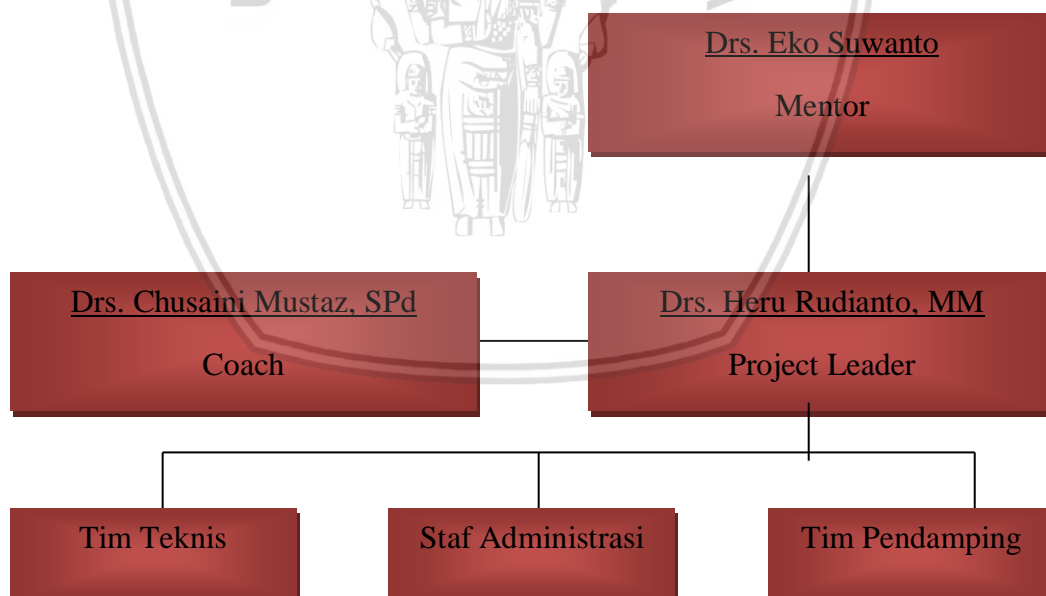 Drs. Eko Suwanto
Mentor
Drs. Chusaini Mustaz, SPd
Coach
Drs. Heru Rudianto, MM
Project Leader
Tim Teknis
Staf Administrasi
Tim Pendamping